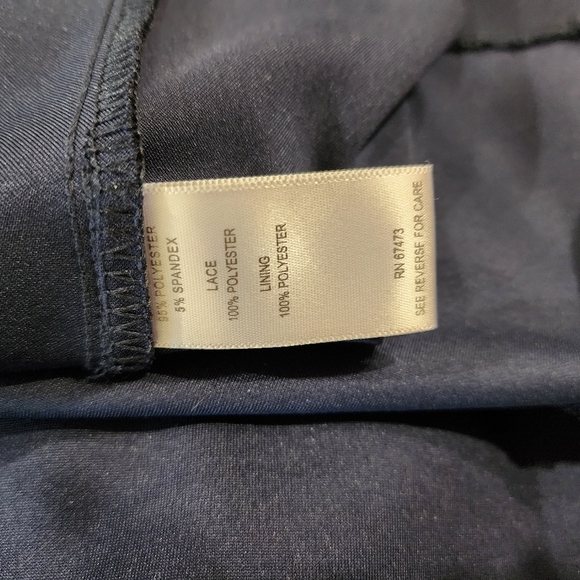 95% POLYESTER
5% SPANDEX
LACE
100% POLYESTER
LINING
100% POLYESTER
RN 67473
SEE REVERSE FOR CARE